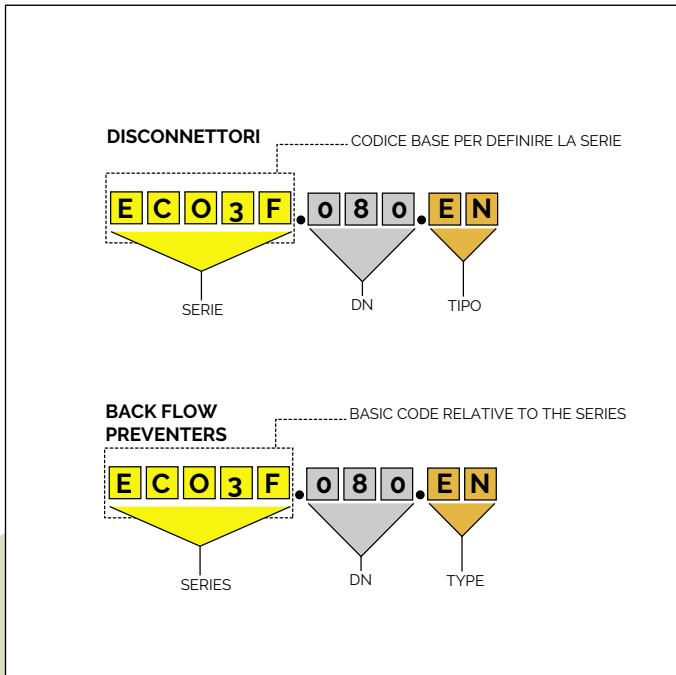 DISCONNETTORI
CODICE BASE PER DEFINIRE LA SERIE
ECO3F.080.EN
SERIE
DN
TIPO
BACK FLOW
PREVENTERS
BASIC CODE RELATIVE TO THE SERIES
ECO3F.080.EN
SERIES
DN
TYPE